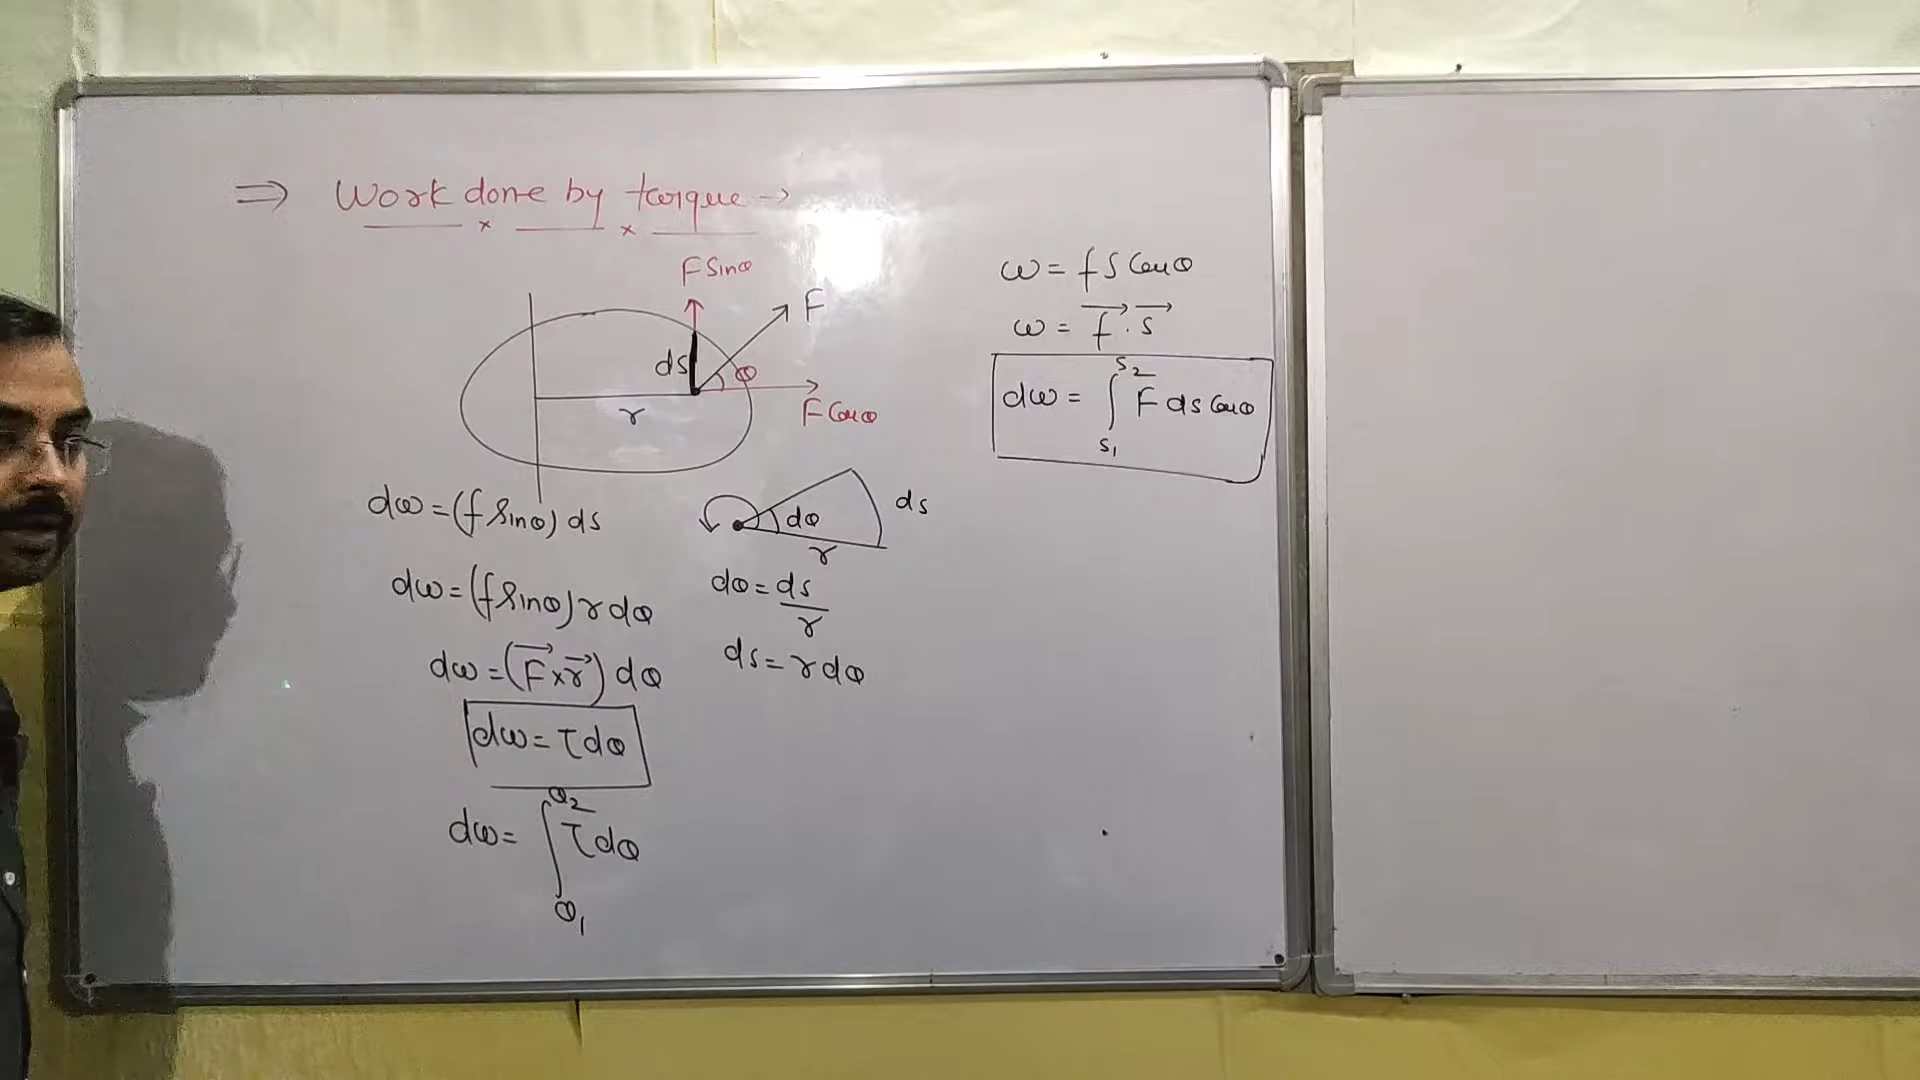 ⇒ Work done by torque →
F Sinθ
F
ds
θ
r
F Cosθ
dω = (f Sinθ) ds
dω = (f Sinθ) r dθ
dω = (F⃗ × r⃗) dθ
dω = τ dθ
dω = ∫ τ dθ
θ2
θ1
dθ
ds
r
dθ = ds/r
ds = r dθ
ω = f S Cosθ
ω = f⃗ . s⃗
dω = ∫ F ds Cosθ
S2
S1